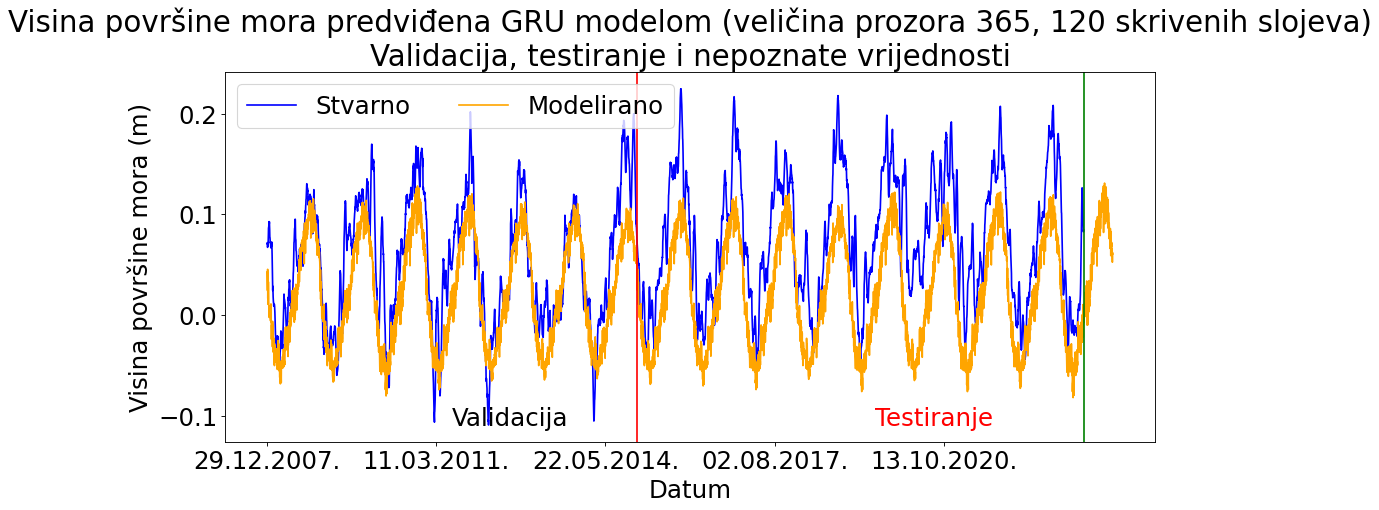 Visina površine mora predviđena GRU modelom (veličina prozora 365, 120 skrivenih slojeva)
Validacija, testiranje i nepoznate vrijednosti
Stvarno
Modelirano
Visina površine mora (m)
0.2
0.1
0.0
−0.1
Validacija
Testiranje
29.12.2007.
11.03.2011.
22.05.2014.
02.08.2017.
13.10.2020.
Datum